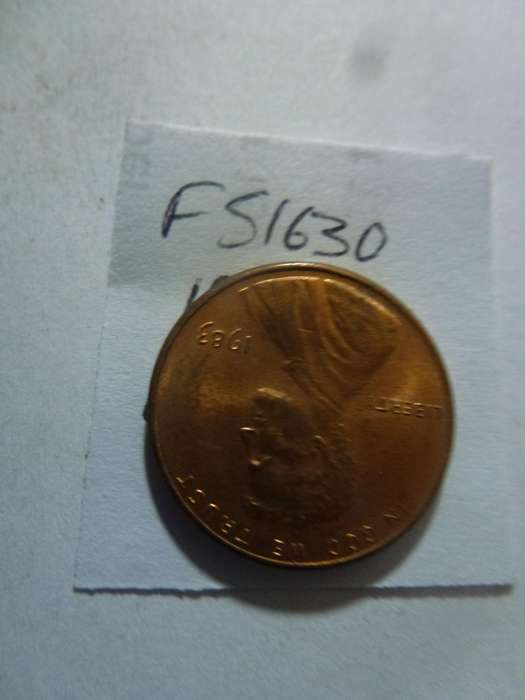 FS1630
1983
LIBERTY
IN GOD WE TRUST